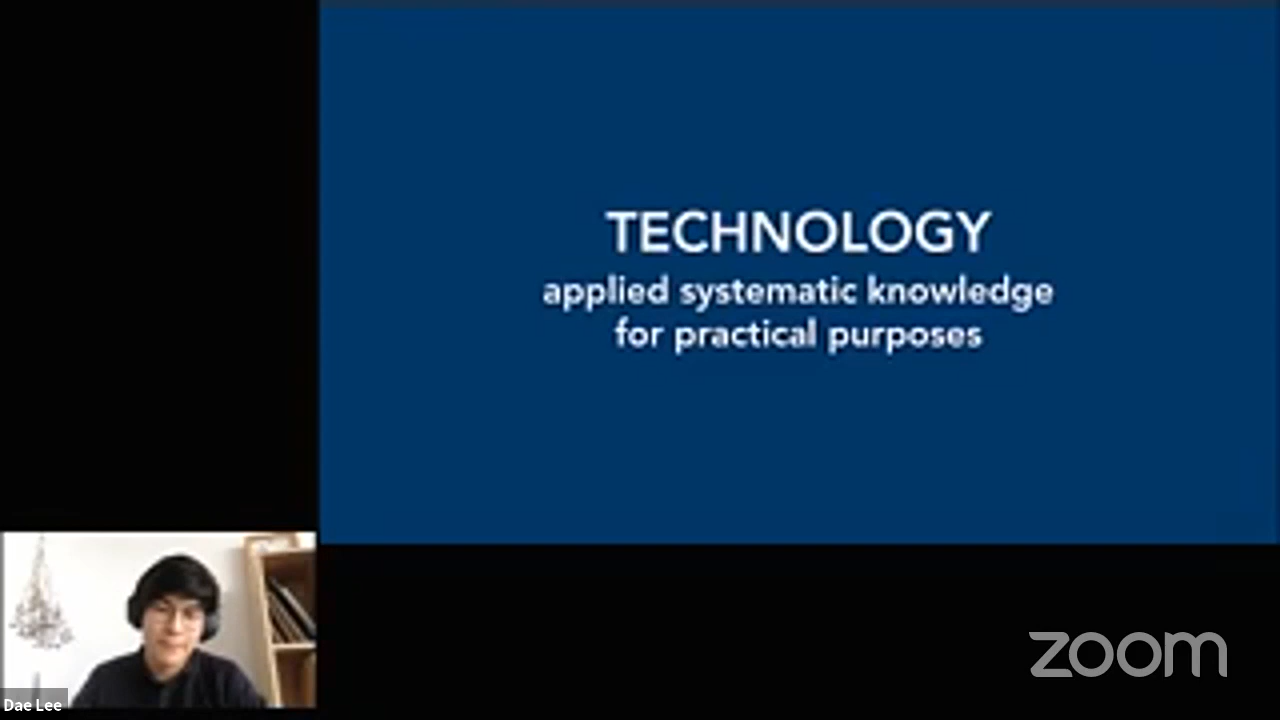 TECHNOLOGY
applied systematic knowledge
for practical purposes
Dae Lee
zoom